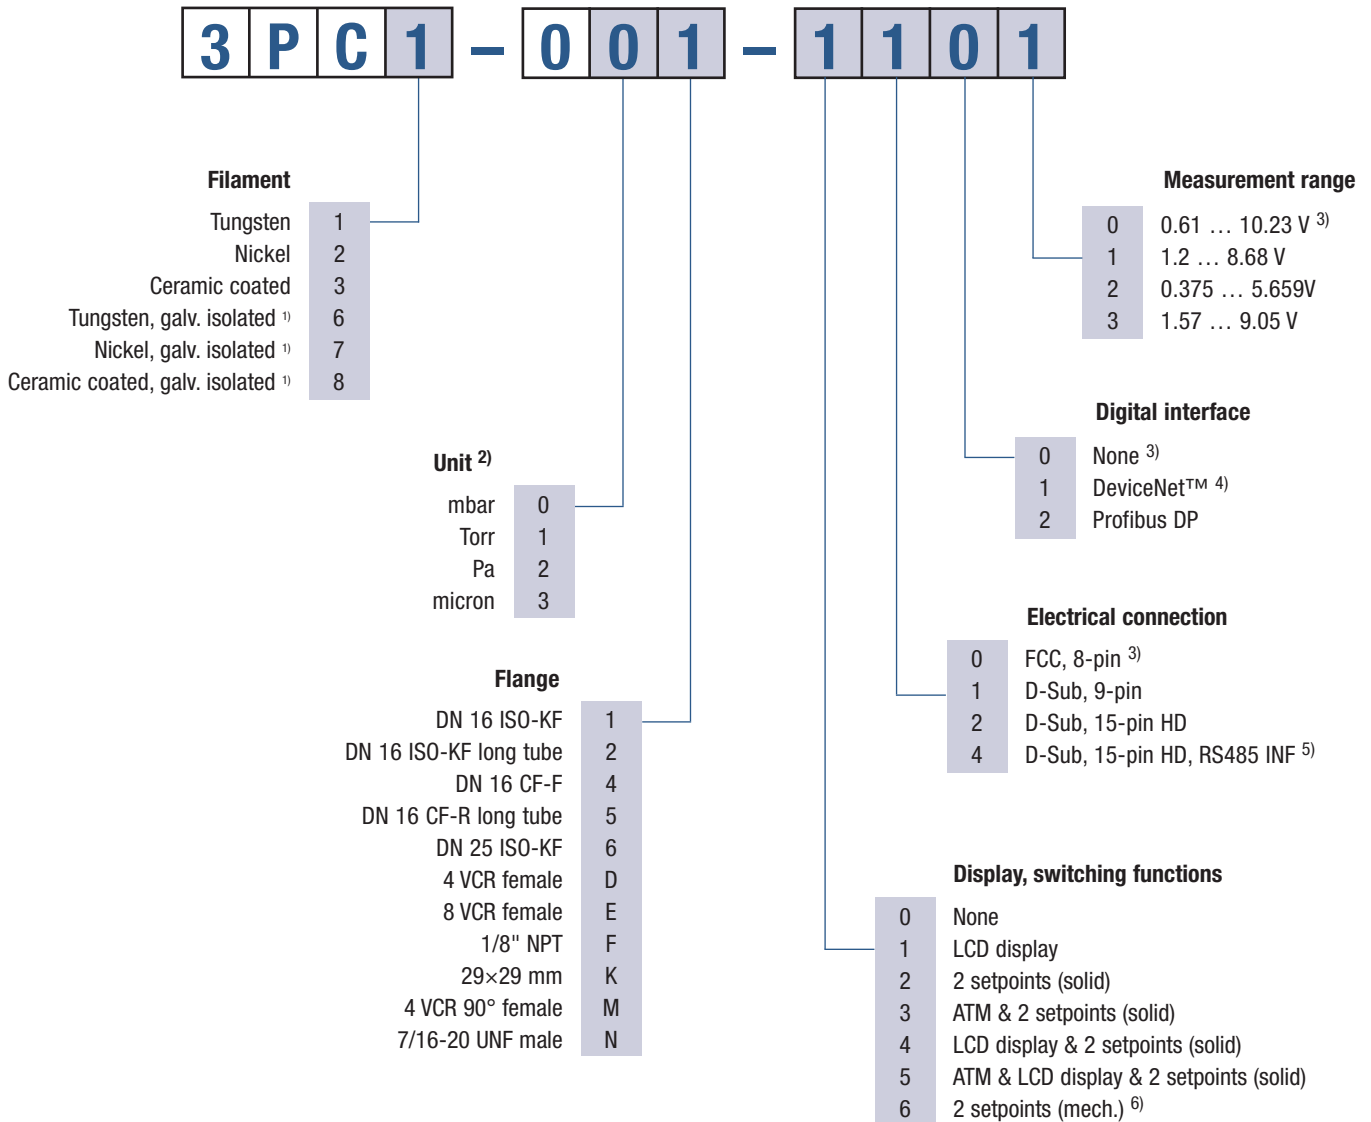 3PC1 – 001 – 1101
Filament
Tungsten 1
Nickel 2
Ceramic coated 3
Tungsten, galv. isolated 1) 6
Nickel, galv. isolated 1) 7
Ceramic coated, galv. isolated 1) 8
Unit 2)
mbar 0
Torr 1
Pa 2
micron 3
Flange
DN 16 ISO-KF 1
DN 16 ISO-KF long tube 2
DN 16 CF-F 4
DN 16 CF-R long tube 5
DN 25 ISO-KF 6
4 VCR female D
8 VCR female E
1/8" NPT F
29×29 mm K
4 VCR 90° female M
7/16-20 UNF male N
Measurement range
0 0.61 … 10.23 V 3)
1 1.2 … 8.68 V
2 0.375 … 5.659V
3 1.57 … 9.05 V
Digital interface
0 None 3)
1 DeviceNet™ 4)
2 Profibus DP
Electrical connection
0 FCC, 8-pin 3)
1 D-Sub, 9-pin
2 D-Sub, 15-pin HD
4 D-Sub, 15-pin HD, RS485 INF 5)
Display, switching functions
0 None
1 LCD display
2 2 setpoints (solid)
3 ATM & 2 setpoints (solid)
4 LCD display & 2 setpoints (solid)
5 ATM & LCD display & 2 setpoints (solid)
6 2 setpoints (mech.) 6)